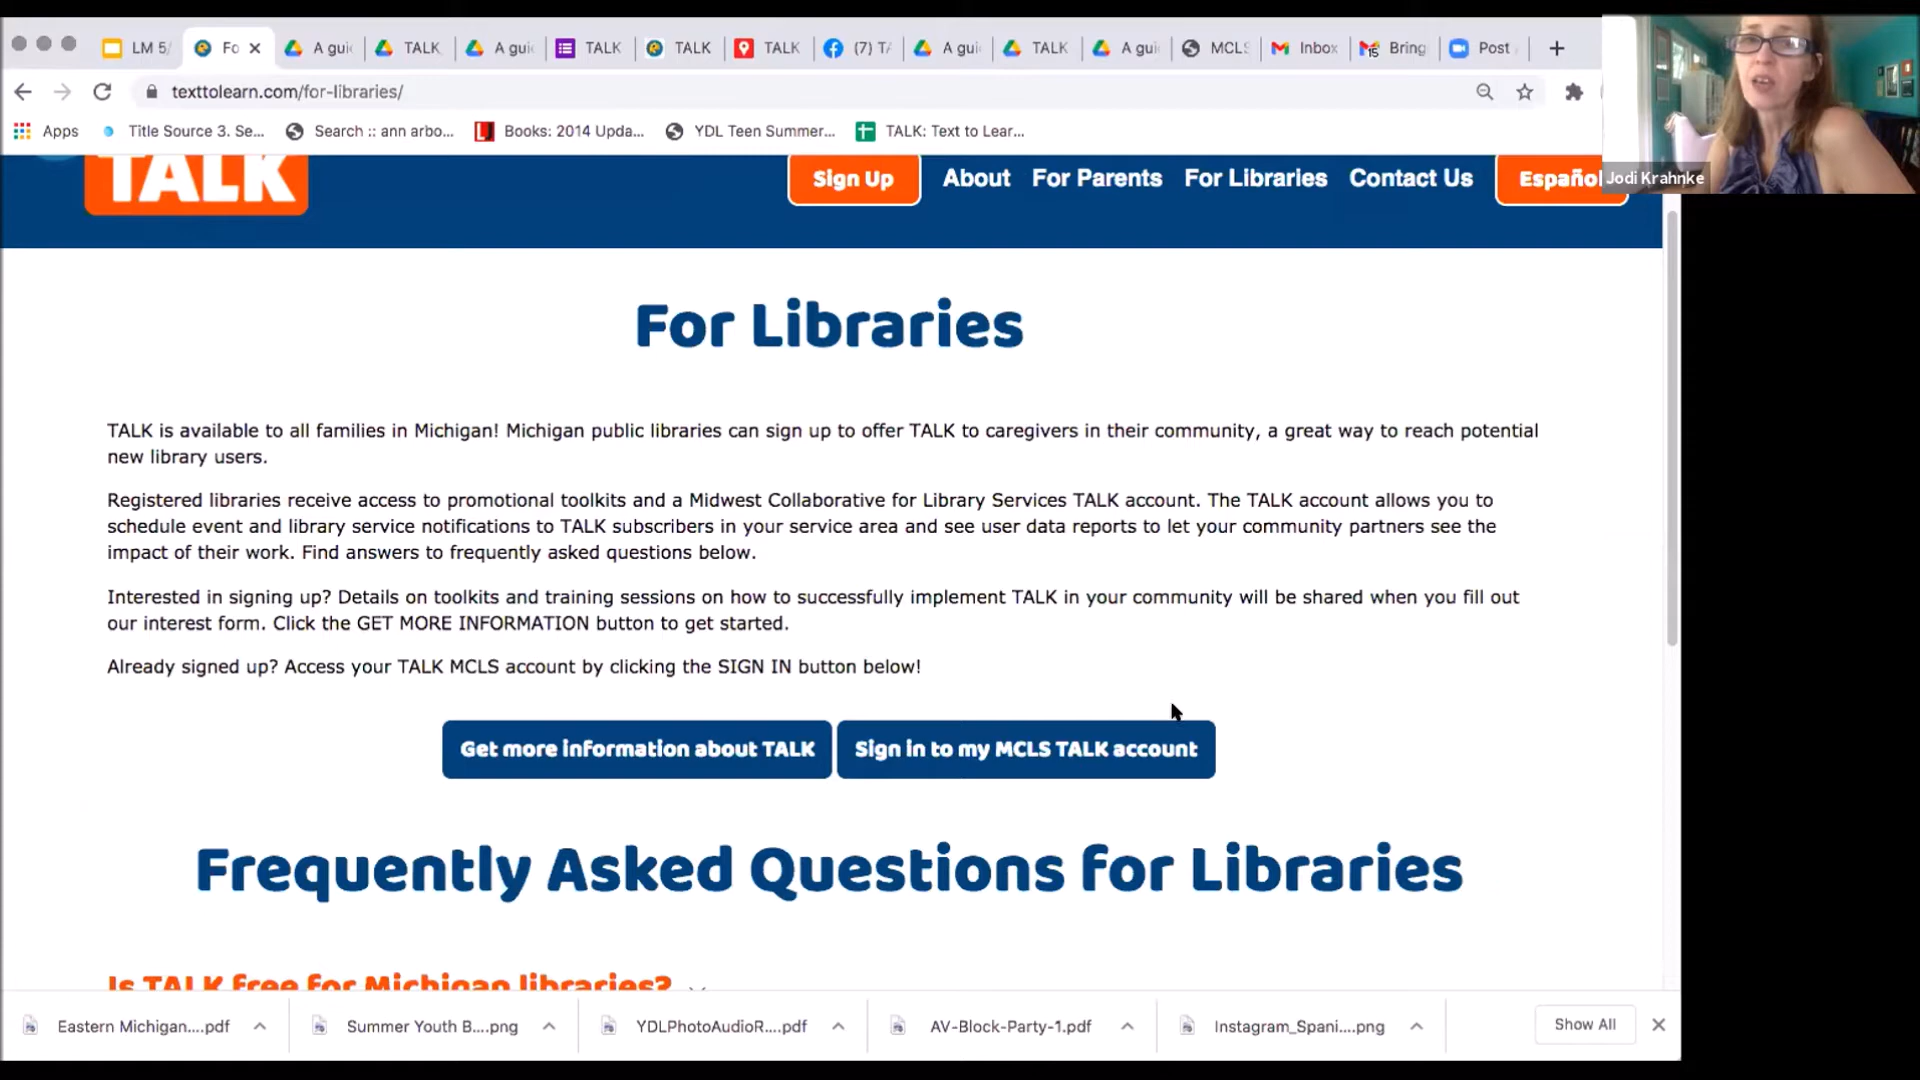 LM 5/
Fo
A gui
TALK
A gui
TALK
TALK
TALK
(7) TA
A gui
TALK
A gui
MCLS
Inbox
Bring
Post
texttolearn.com/for-libraries/
Apps
Title Source 3. Se...
Search :: ann arbo...
Books: 2014 Upda...
YDL Teen Summer...
TALK: Text to Lear...
Jodi Krahnke
TALK
Sign Up
About
For Parents
For Libraries
Contact Us
Español
For Libraries
TALK is available to all families in Michigan! Michigan public libraries can sign up to offer TALK to caregivers in their community, a great way to reach potential
new library users.
Registered libraries receive access to promotional toolkits and a Midwest Collaborative for Library Services TALK account. The TALK account allows you to
schedule event and library service notifications to TALK subscribers in your service area and see user data reports to let your community partners see the
impact of their work. Find answers to frequently asked questions below.
Interested in signing up? Details on toolkits and training sessions on how to successfully implement TALK in your community will be shared when you fill out
our interest form. Click the GET MORE INFORMATION button to get started.
Already signed up? Access your TALK MCLS account by clicking the SIGN IN button below!
Get more information about TALK
Sign in to my MCLS TALK account
Frequently Asked Questions for Libraries
Is TALK free for Michigan libraries?
Eastern Michigan....pdf
Summer Youth B....png
YDLPhotoAudioR....pdf
AV-Block-Party-1.pdf
Instagram_Spani....png
Show All